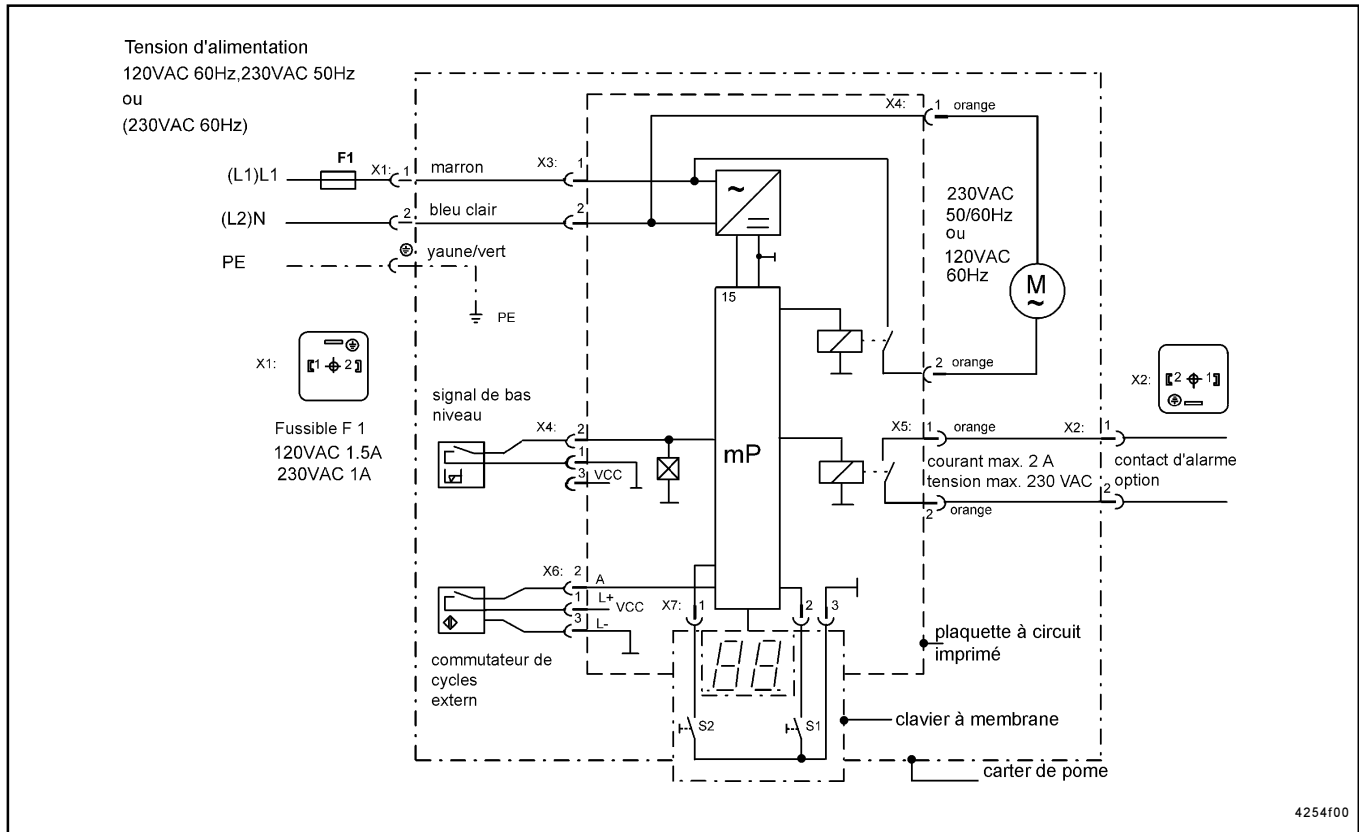 Tension d'alimentation
120VAC 60Hz,230VAC 50Hz
ou
(230VAC 60Hz)
X4: 1 orange
F1
(L1)L1
X1: 1 marron
X3: 1
~
(L2)N
2 bleu clair
2
230VAC
50/60Hz
ou
120VAC
60Hz
PE
yaune/vert
PE
15
M
~
X1:
1 2
2 orange
X2:
2 1
signal de bas
niveau
Fussible F 1
120VAC 1.5A
230VAC 1A
X4: 2
1
3 VCC
mP
X5: 1 orange
X2: 1
courant max. 2 A
tension max. 230 VAC
contact d'alarme
option
2
2 orange
X6: 2 A
1 L+ VCC
3 L-
X7: 1
2
3
commutateur de
cycles
extern
plaquette à circuit
imprimé
88
S2
S1
clavier à membrane
carter de pome
4254f00